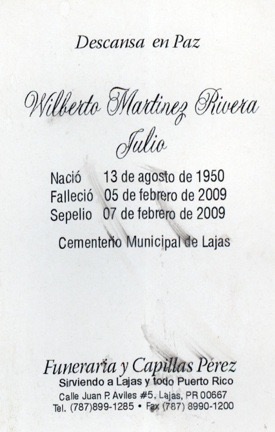 Descansa en Paz
Wilberto Martinez Rivera
Julio
Nació 13 de agosto de 1950
Falleció 05 de febrero de 2009
Sepelio 07 de febrero de 2009
Cementerio Municipal de Lajas
Funeraria y Capillas Pérez
Sirviendo a Lajas y todo Puerto Rico
Calle Juan P. Aviles #5, Lajas, PR 00667
Tel. (787)899-1285 • Fax (787) 8990-1200